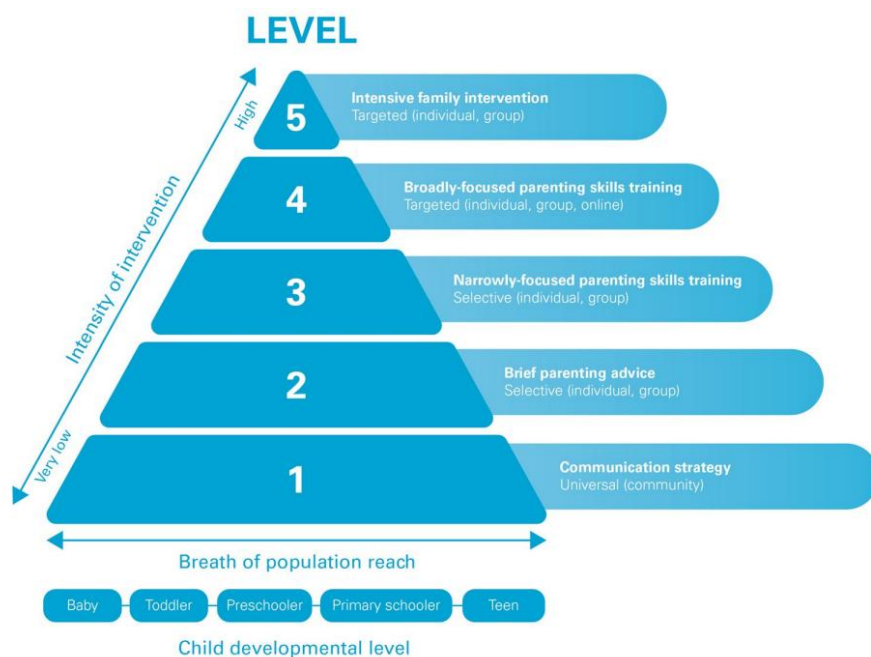 LEVEL
5
Intensive family intervention
Targeted (individual, group)
4
Broadly-focused parenting skills training
Targeted (individual, group, online)
3
Narrowly-focused parenting skills training
Selective (individual, group)
2
Brief parenting advice
Selective (individual, group)
1
Communication strategy
Universal (community)
High
Intensity of intervention
Very low
Breath of population reach
Baby
Toddler
Preschooler
Primary schooler
Teen
Child developmental level